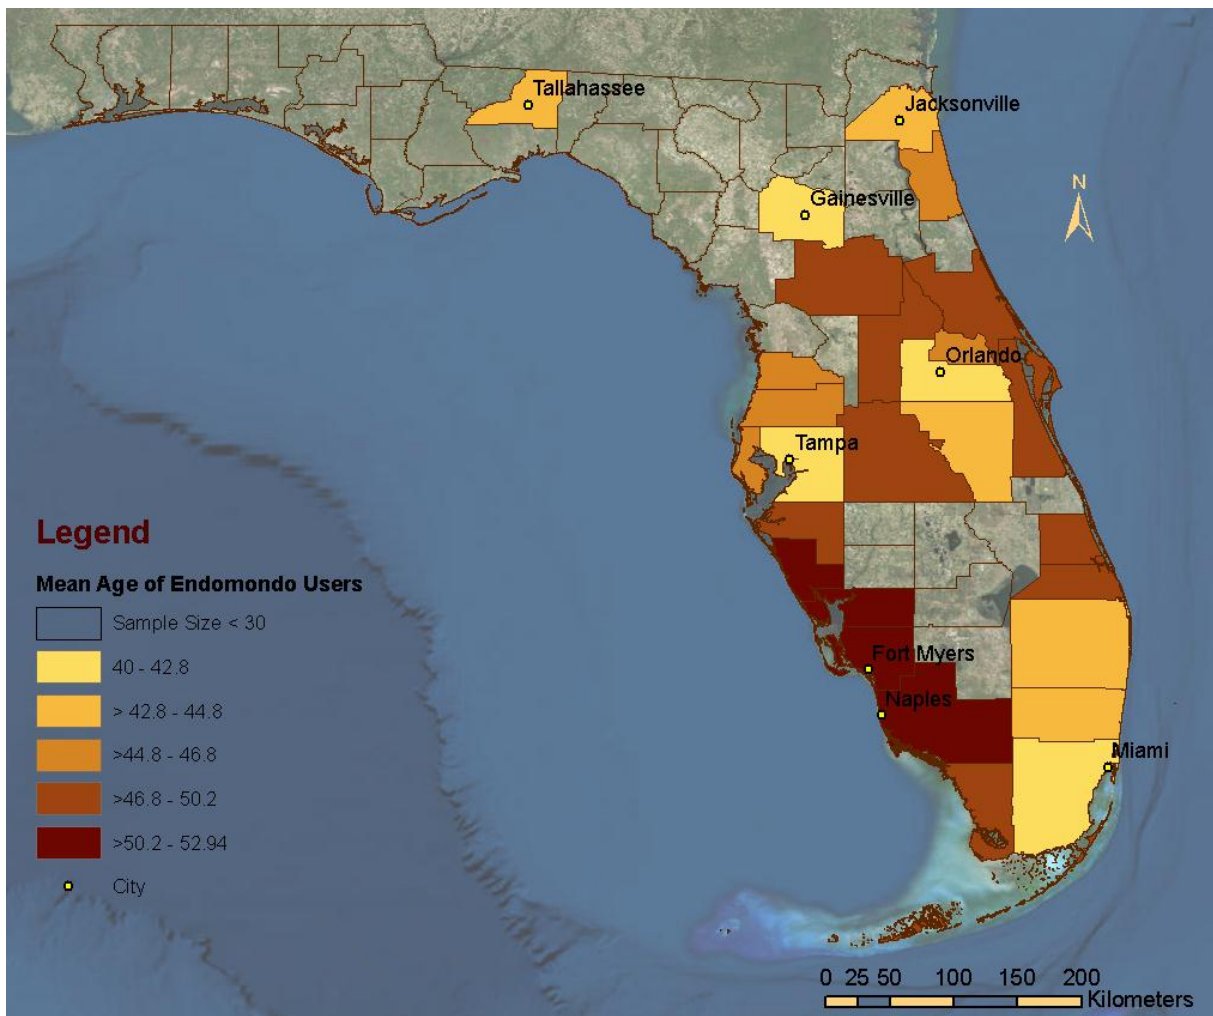 Tallahassee
Jacksonville
N
Gainesville
Orlando
Tampa
Legend
Mean Age of Endomondo Users
Sample Size < 30
40 - 42.8
> 42.8 - 44.8
>44.8 - 46.8
>46.8 - 50.2
>50.2 - 52.94
City
Fort Myers
Naples
Miami
0 25 50 100 150 200
Kilometers